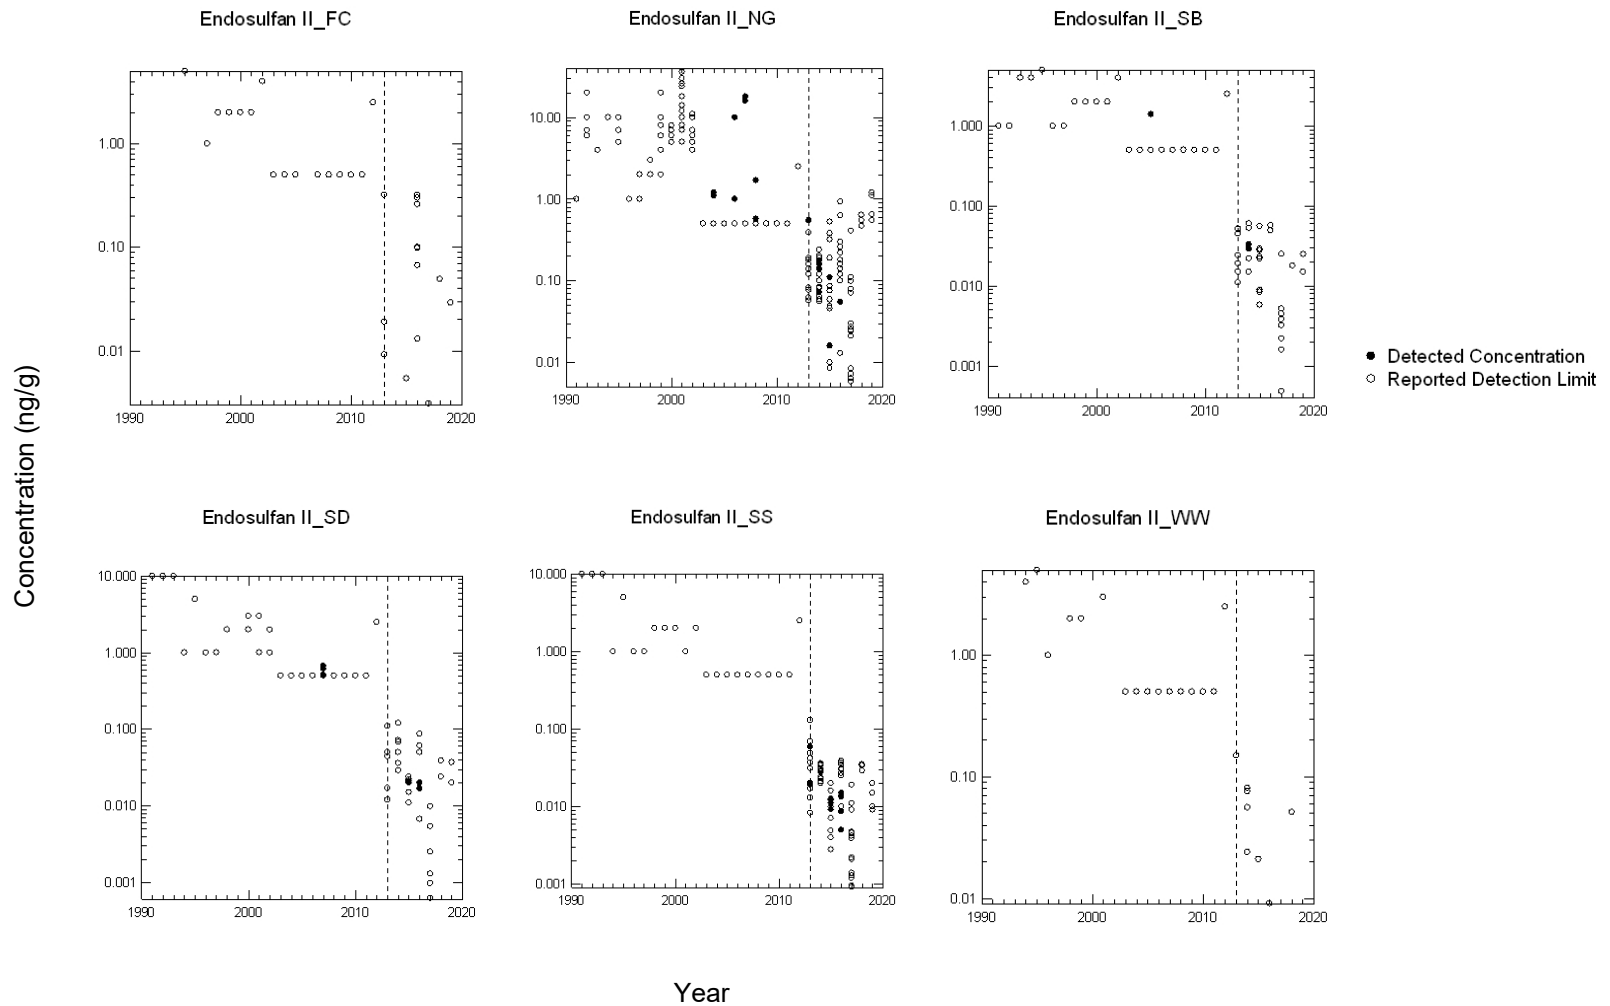 Endosulfan II_FC
1.00
0.10
0.01
1990 2000 2010 2020
Endosulfan II_NG
10.00
1.00
0.10
0.01
1990 2000 2010 2020
Endosulfan II_SB
1.000
0.100
0.010
0.001
1990 2000 2010 2020
Detected Concentration
Reported Detection Limit
Concentration (ng/g)
Endosulfan II_SD
10.000
1.000
0.100
0.010
0.001
1990 2000 2010 2020
Endosulfan II_SS
10.000
1.000
0.100
0.010
0.001
1990 2000 2010 2020
Endosulfan II_WW
1.00
0.10
0.01
1990 2000 2010 2020
Year